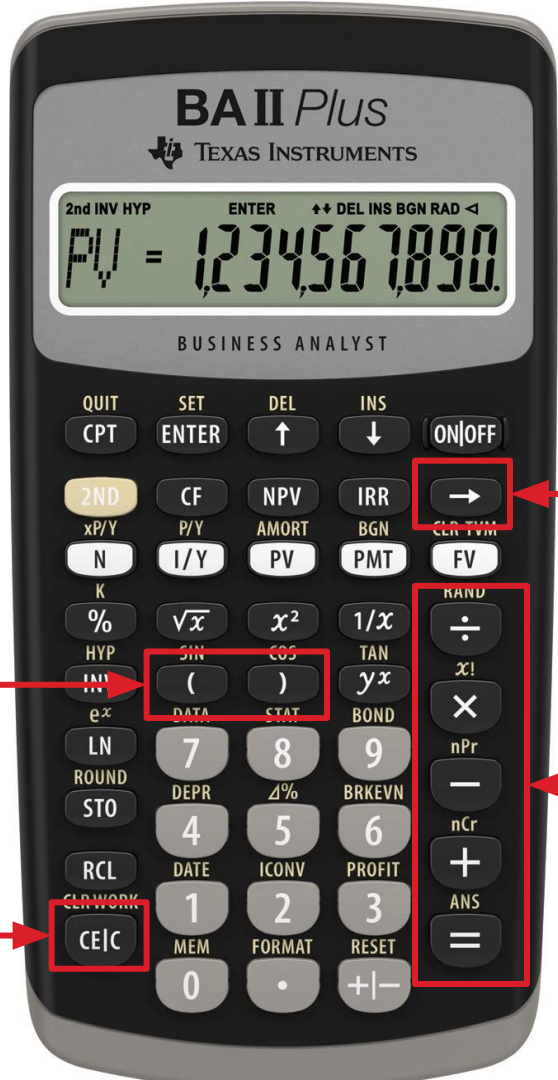 BA II Plus
TEXAS INSTRUMENTS
2nd INV HYP ENTER ↑↓ DEL INS BGN RAD ◁
PV = 1,234,567,890.
BUSINESS ANALYST
QUIT SET DEL INS
CPT ENTER ↑ ↓ ON|OFF
2ND CF NPV IRR →
xP/Y P/Y AMORT BGN CLR TVM
N I/Y PV PMT FV
K RAND
% √x x² 1/x ÷
HYP SIN COS TAN x!
INV ( ) yˣ ×
eˣ DATA STAT BOND nPr
LN 7 8 9 −
ROUND DEPR Δ% BRKEVN nCr
STO 4 5 6 +
DATE ICONV PROFIT ANS
RCL 1 2 3 =
CLR WORK MEM FORMAT RESET
CE|C 0 . +|−